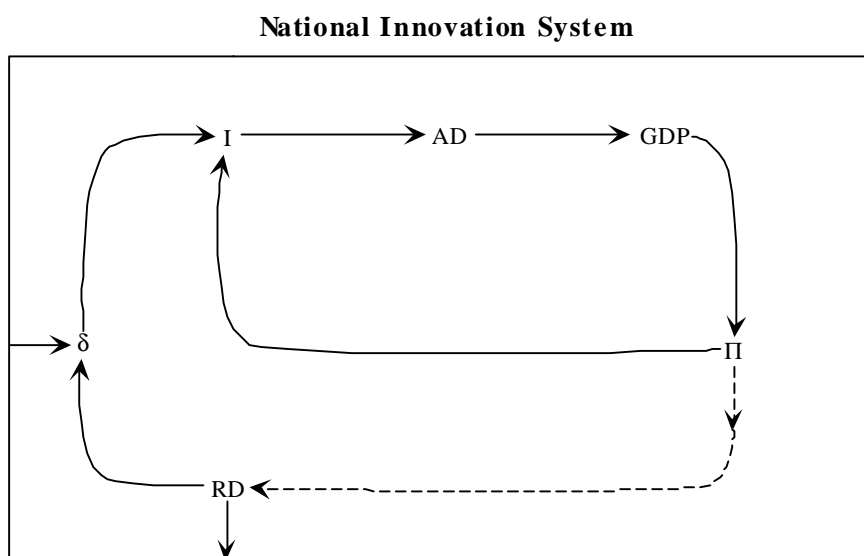 National Innovation System
I AD GDP
δ Π
RD